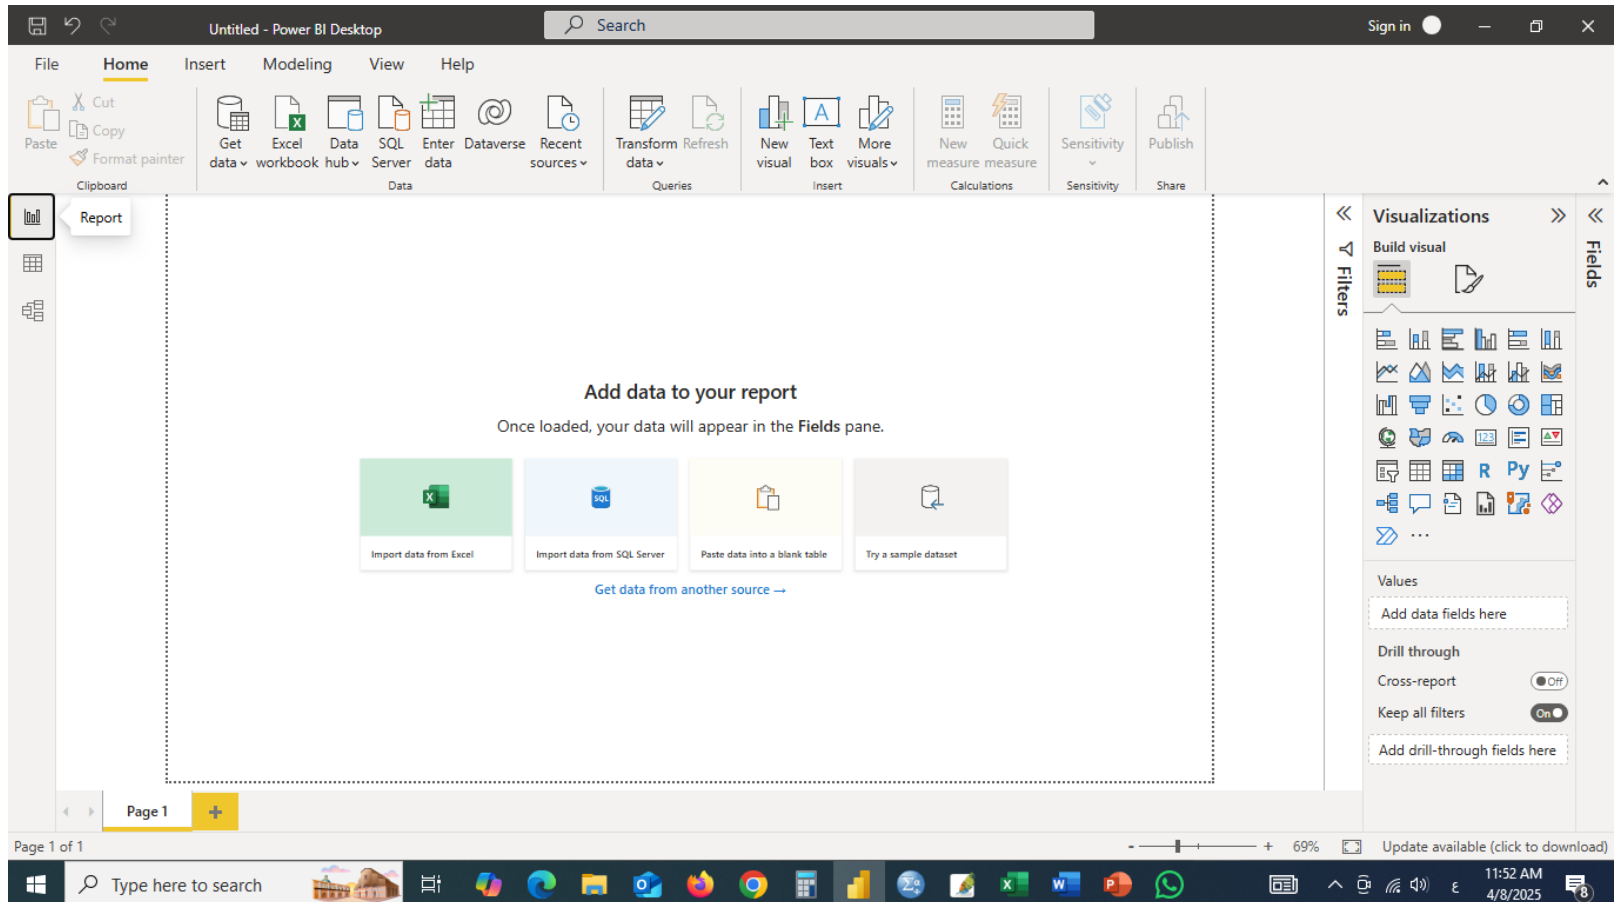 Untitled - Power BI Desktop
Search
Sign in
File Home Insert Modeling View Help
Paste
Cut
Copy
Format painter
Clipboard
Get data
Excel workbook
Data hub
SQL Server
Enter data
Dataverse
Recent sources
Data
Transform data
Refresh
Queries
New visual
Text box
More visuals
Insert
New measure
Quick measure
Calculations
Sensitivity
Sensitivity
Publish
Share
Report
Add data to your report
Once loaded, your data will appear in the Fields pane.
SQL
Import data from Excel
Import data from SQL Server
Paste data into a blank table
Try a sample dataset
Get data from another source →
Filters
Visualizations
Build visual
123
R
Py
Values
Add data fields here
Drill through
Cross-report
Off
Keep all filters
On
Add drill-through fields here
Fields
Page 1
+
Page 1 of 1
- + 69%
Update available (click to download)
Type here to search
ع
11:52 AM
4/8/2025
8